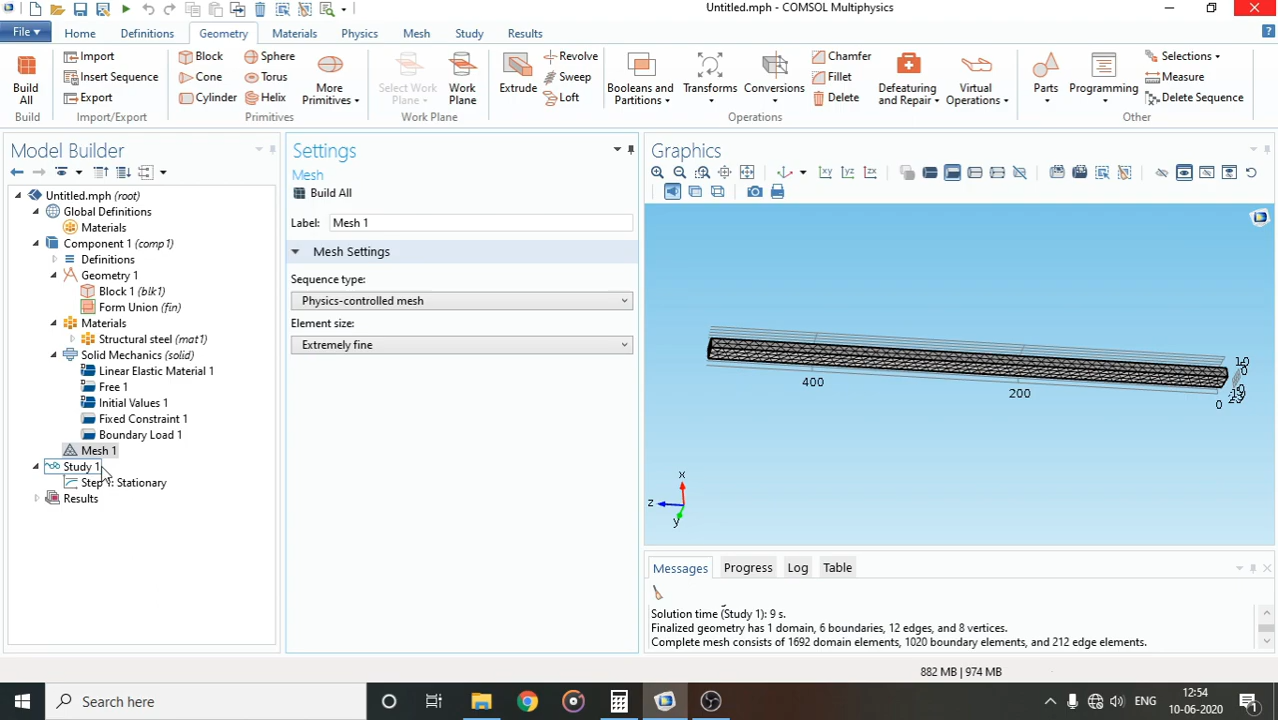 Untitled.mph - COMSOL Multiphysics
File
Home
Definitions
Geometry
Materials
Physics
Mesh
Study
Results
Build
All
Build
Import
Insert Sequence
Export
Import/Export
Block
Cone
Cylinder
Sphere
Torus
Helix
More
Primitives
Primitives
Select Work
Plane
Work
Plane
Work Plane
Extrude
Revolve
Sweep
Loft
Booleans and
Partitions
Transforms
Conversions
Chamfer
Fillet
Delete
Defeaturing
and Repair
Virtual
Operations
Operations
Parts
Programming
Selections
Measure
Delete Sequence
Other
Model Builder
Untitled.mph (root)
Global Definitions
Materials
Component 1 (comp1)
Definitions
Geometry 1
Block 1 (blk1)
Form Union (fin)
Materials
Structural steel (mat1)
Solid Mechanics (solid)
Linear Elastic Material 1
Free 1
Initial Values 1
Fixed Constraint 1
Boundary Load 1
Mesh 1
Study 1
Step 1: Stationary
Results
Settings
Mesh
Build All
Label: Mesh 1
Mesh Settings
Sequence type:
Physics-controlled mesh
Element size:
Extremely fine
Graphics
xy
yz
xz
400
200
0
10
0
x
z
y
Messages
Progress
Log
Table
Solution time (Study 1): 9 s.
Finalized geometry has 1 domain, 6 boundaries, 12 edges, and 8 vertices.
Complete mesh consists of 1692 domain elements, 1020 boundary elements, and 212 edge elements.
882 MB | 974 MB
Search here
ENG
12:54
10-06-2020